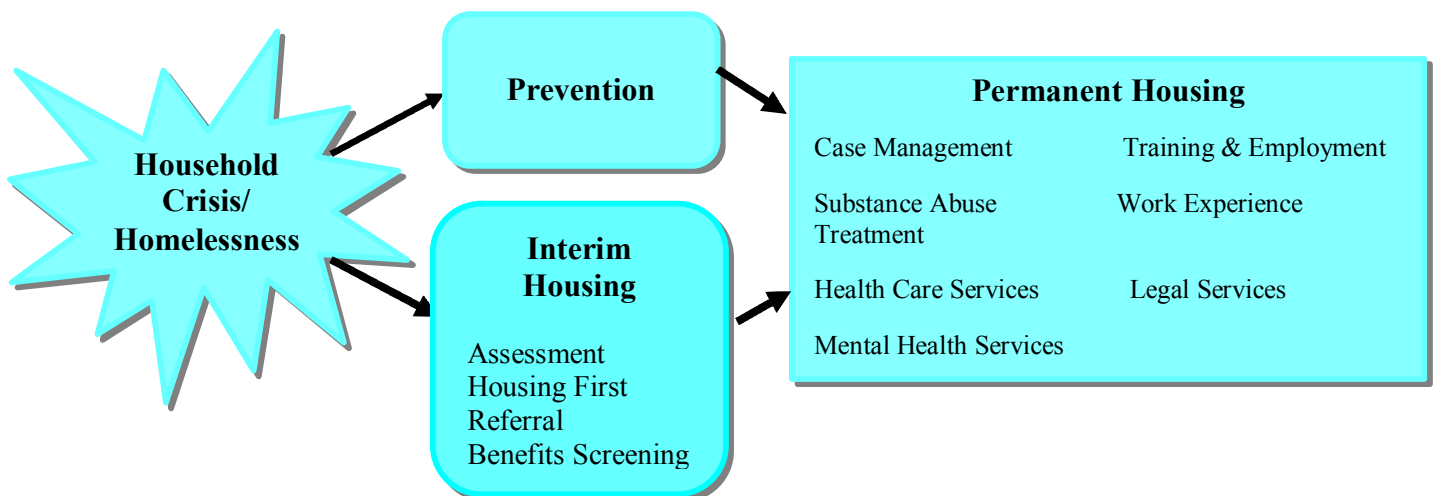 Household
Crisis/
Homelessness
Prevention
Interim
Housing
Assessment
Housing First
Referral
Benefits Screening
Permanent Housing
Case Management
Training & Employment
Substance Abuse
Treatment
Work Experience
Health Care Services
Legal Services
Mental Health Services